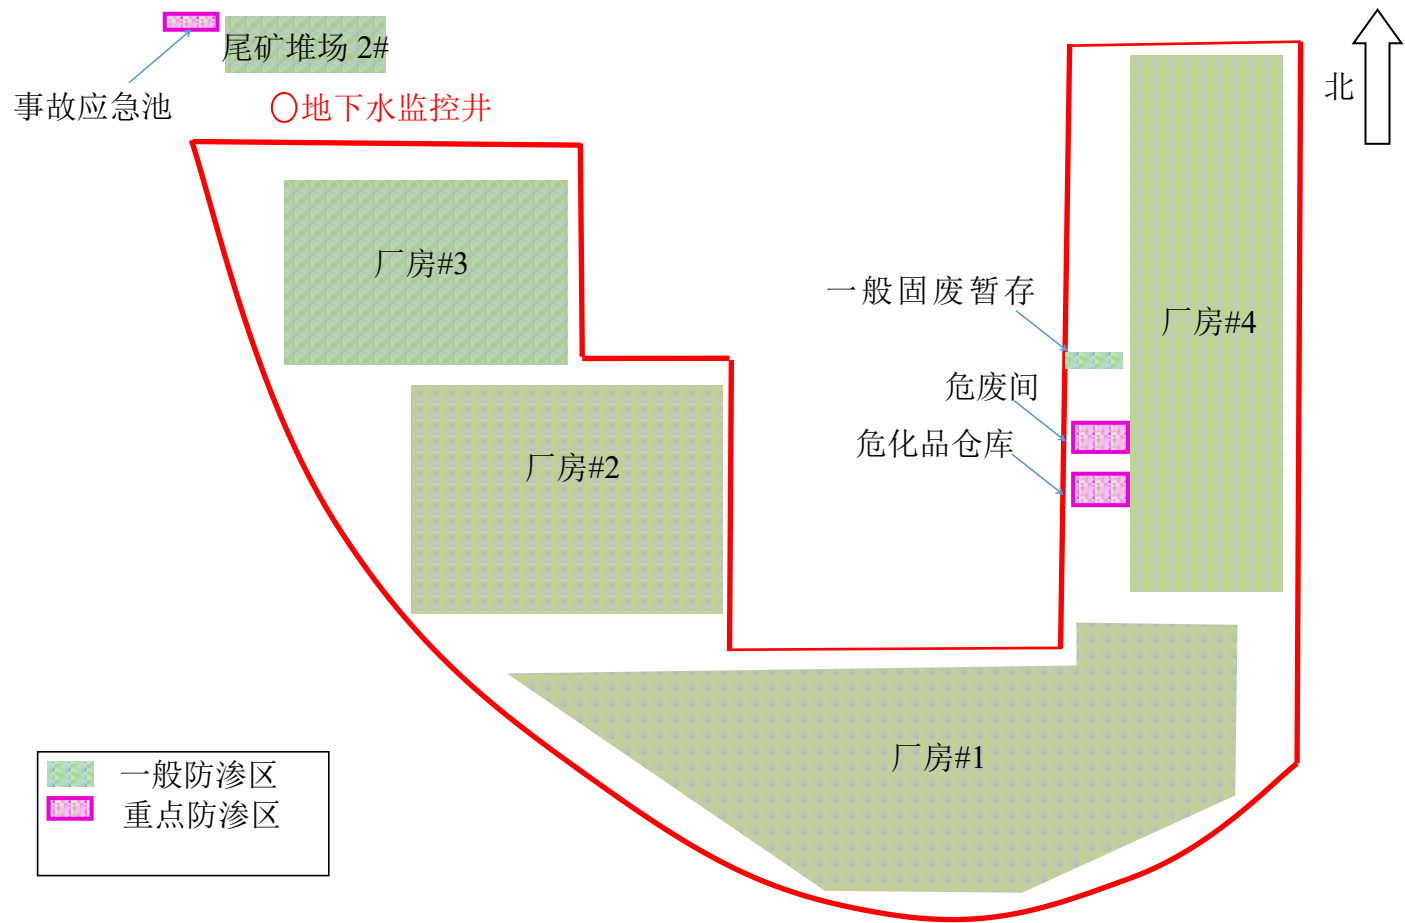 尾矿堆场 2#
事故应急池
地下水监控井
北
厂房#3
一般固废暂存
厂房#4
危废间
危化品仓库
厂房#2
厂房#1
一般防渗区
重点防渗区